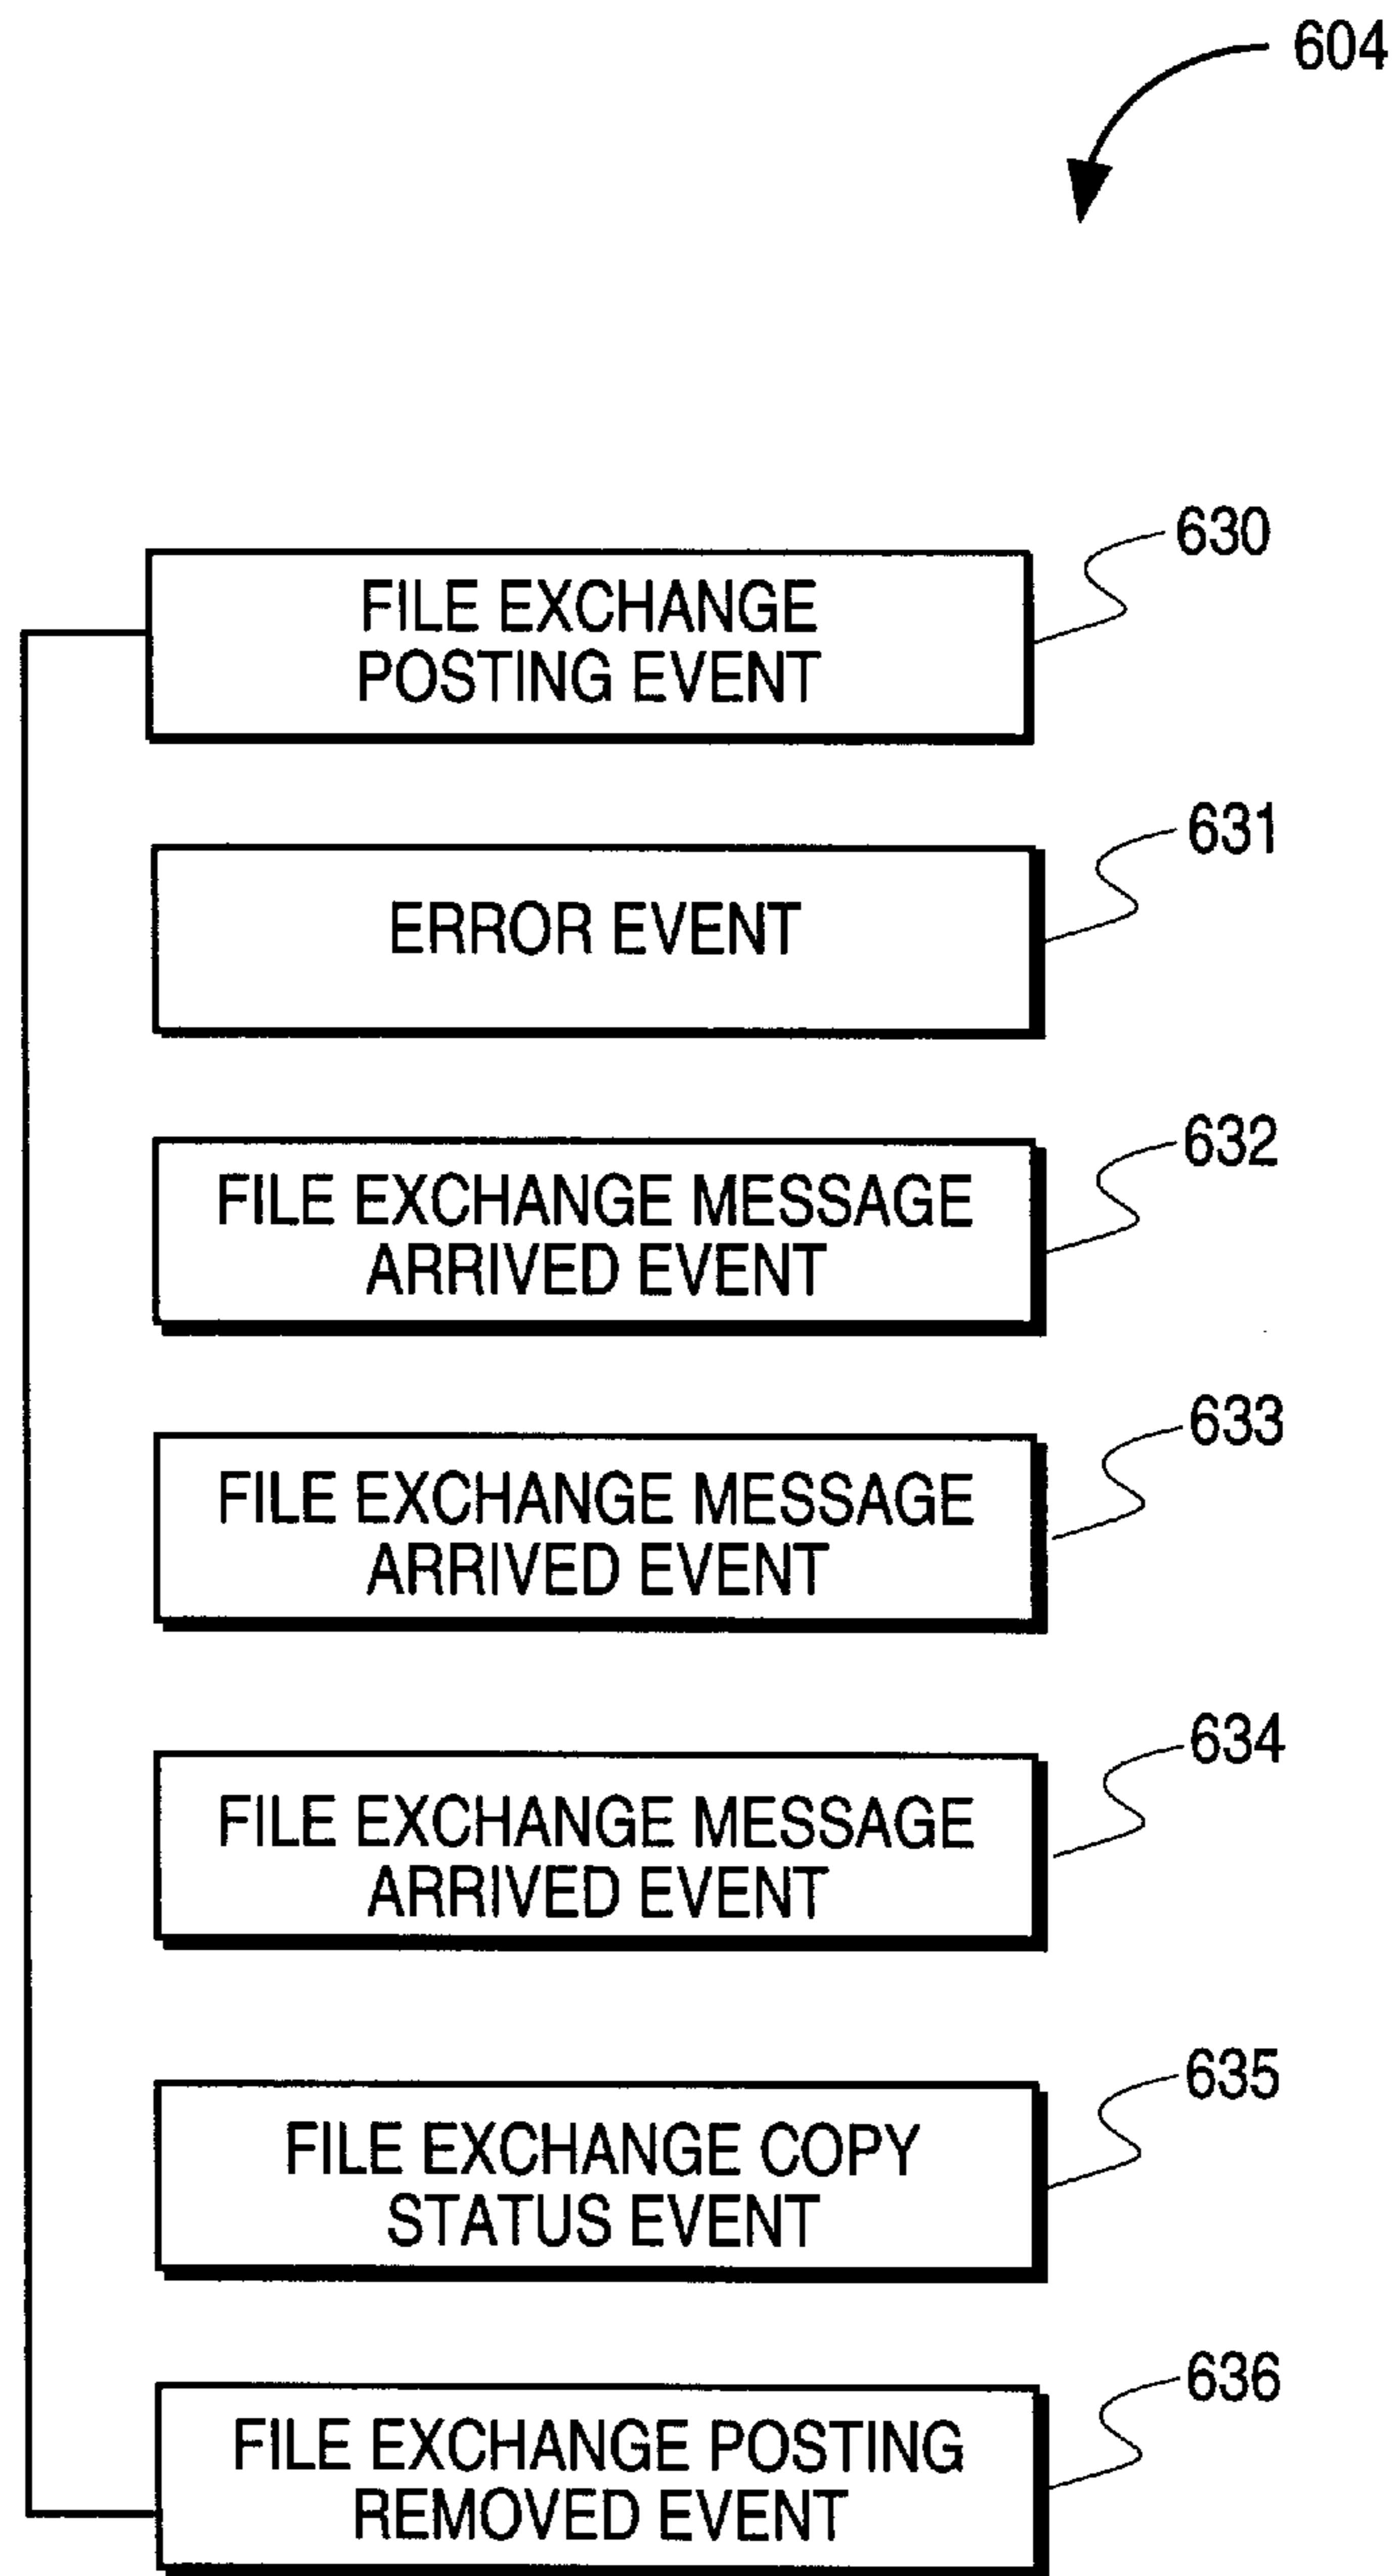 604
630
FILE EXCHANGE
POSTING EVENT
631
ERROR EVENT
632
FILE EXCHANGE MESSAGE
ARRIVED EVENT
633
FILE EXCHANGE MESSAGE
ARRIVED EVENT
634
FILE EXCHANGE MESSAGE
ARRIVED EVENT
635
FILE EXCHANGE COPY
STATUS EVENT
636
FILE EXCHANGE POSTING
REMOVED EVENT